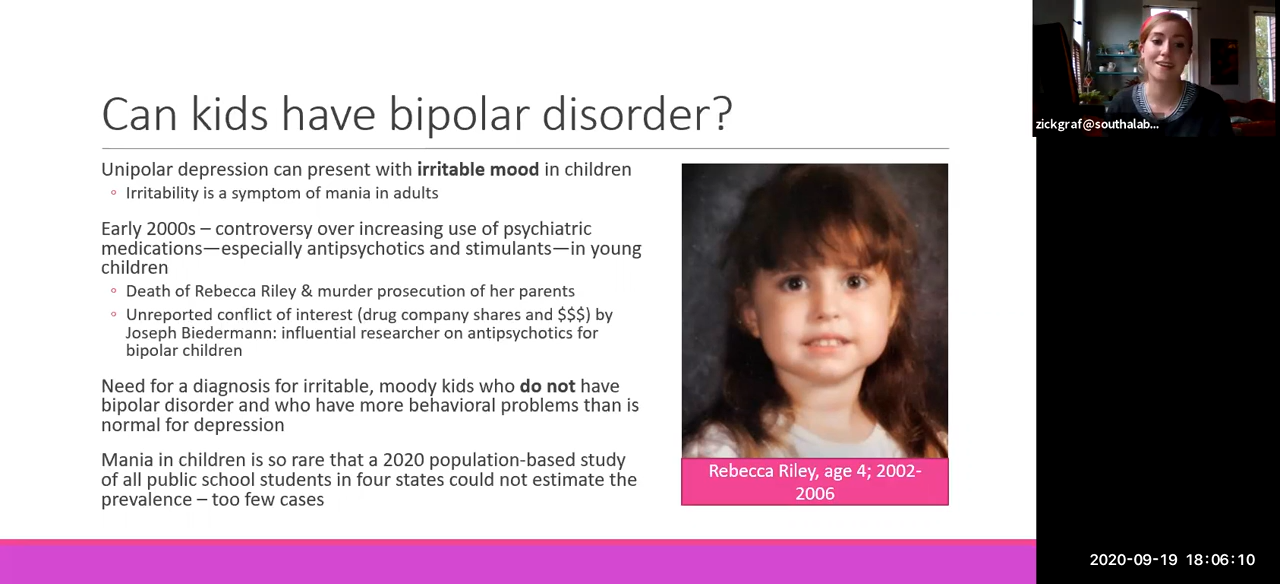 Can kids have bipolar disorder?
Unipolar depression can present with irritable mood in children
◦ Irritability is a symptom of mania in adults
Early 2000s – controversy over increasing use of psychiatric
medications—especially antipsychotics and stimulants—in young
children
◦ Death of Rebecca Riley & murder prosecution of her parents
◦ Unreported conflict of interest (drug company shares and $$$) by
Joseph Biedermann: influential researcher on antipsychotics for
bipolar children
Need for a diagnosis for irritable, moody kids who do not have
bipolar disorder and who have more behavioral problems than is
normal for depression
Mania in children is so rare that a 2020 population-based study
of all public school students in four states could not estimate the
prevalence – too few cases
Rebecca Riley, age 4; 2002-
2006
zickgraf@southalab...
2020-09-19 18:06:10